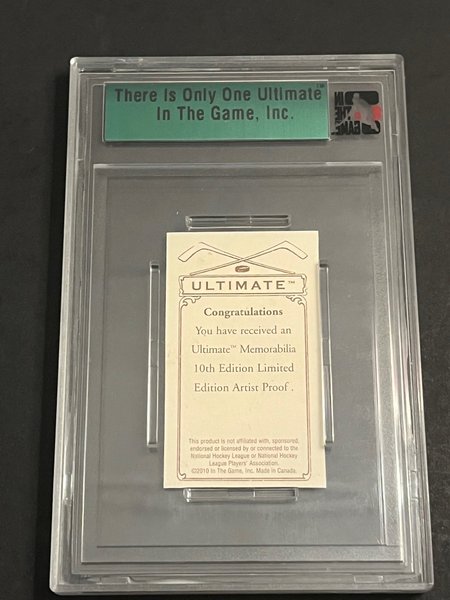 There Is Only One Ultimate™
In The Game, Inc.
ULTIMATE™
Congratulations
You have received an
Ultimate™ Memorabilia
10th Edition Limited
Edition Artist Proof .
This product is not affiliated with, sponsored,
endorsed or licensed by or connected to the
National Hockey League or National Hockey
League Players' Association.
©2010 In The Game, Inc. Made in Canada.